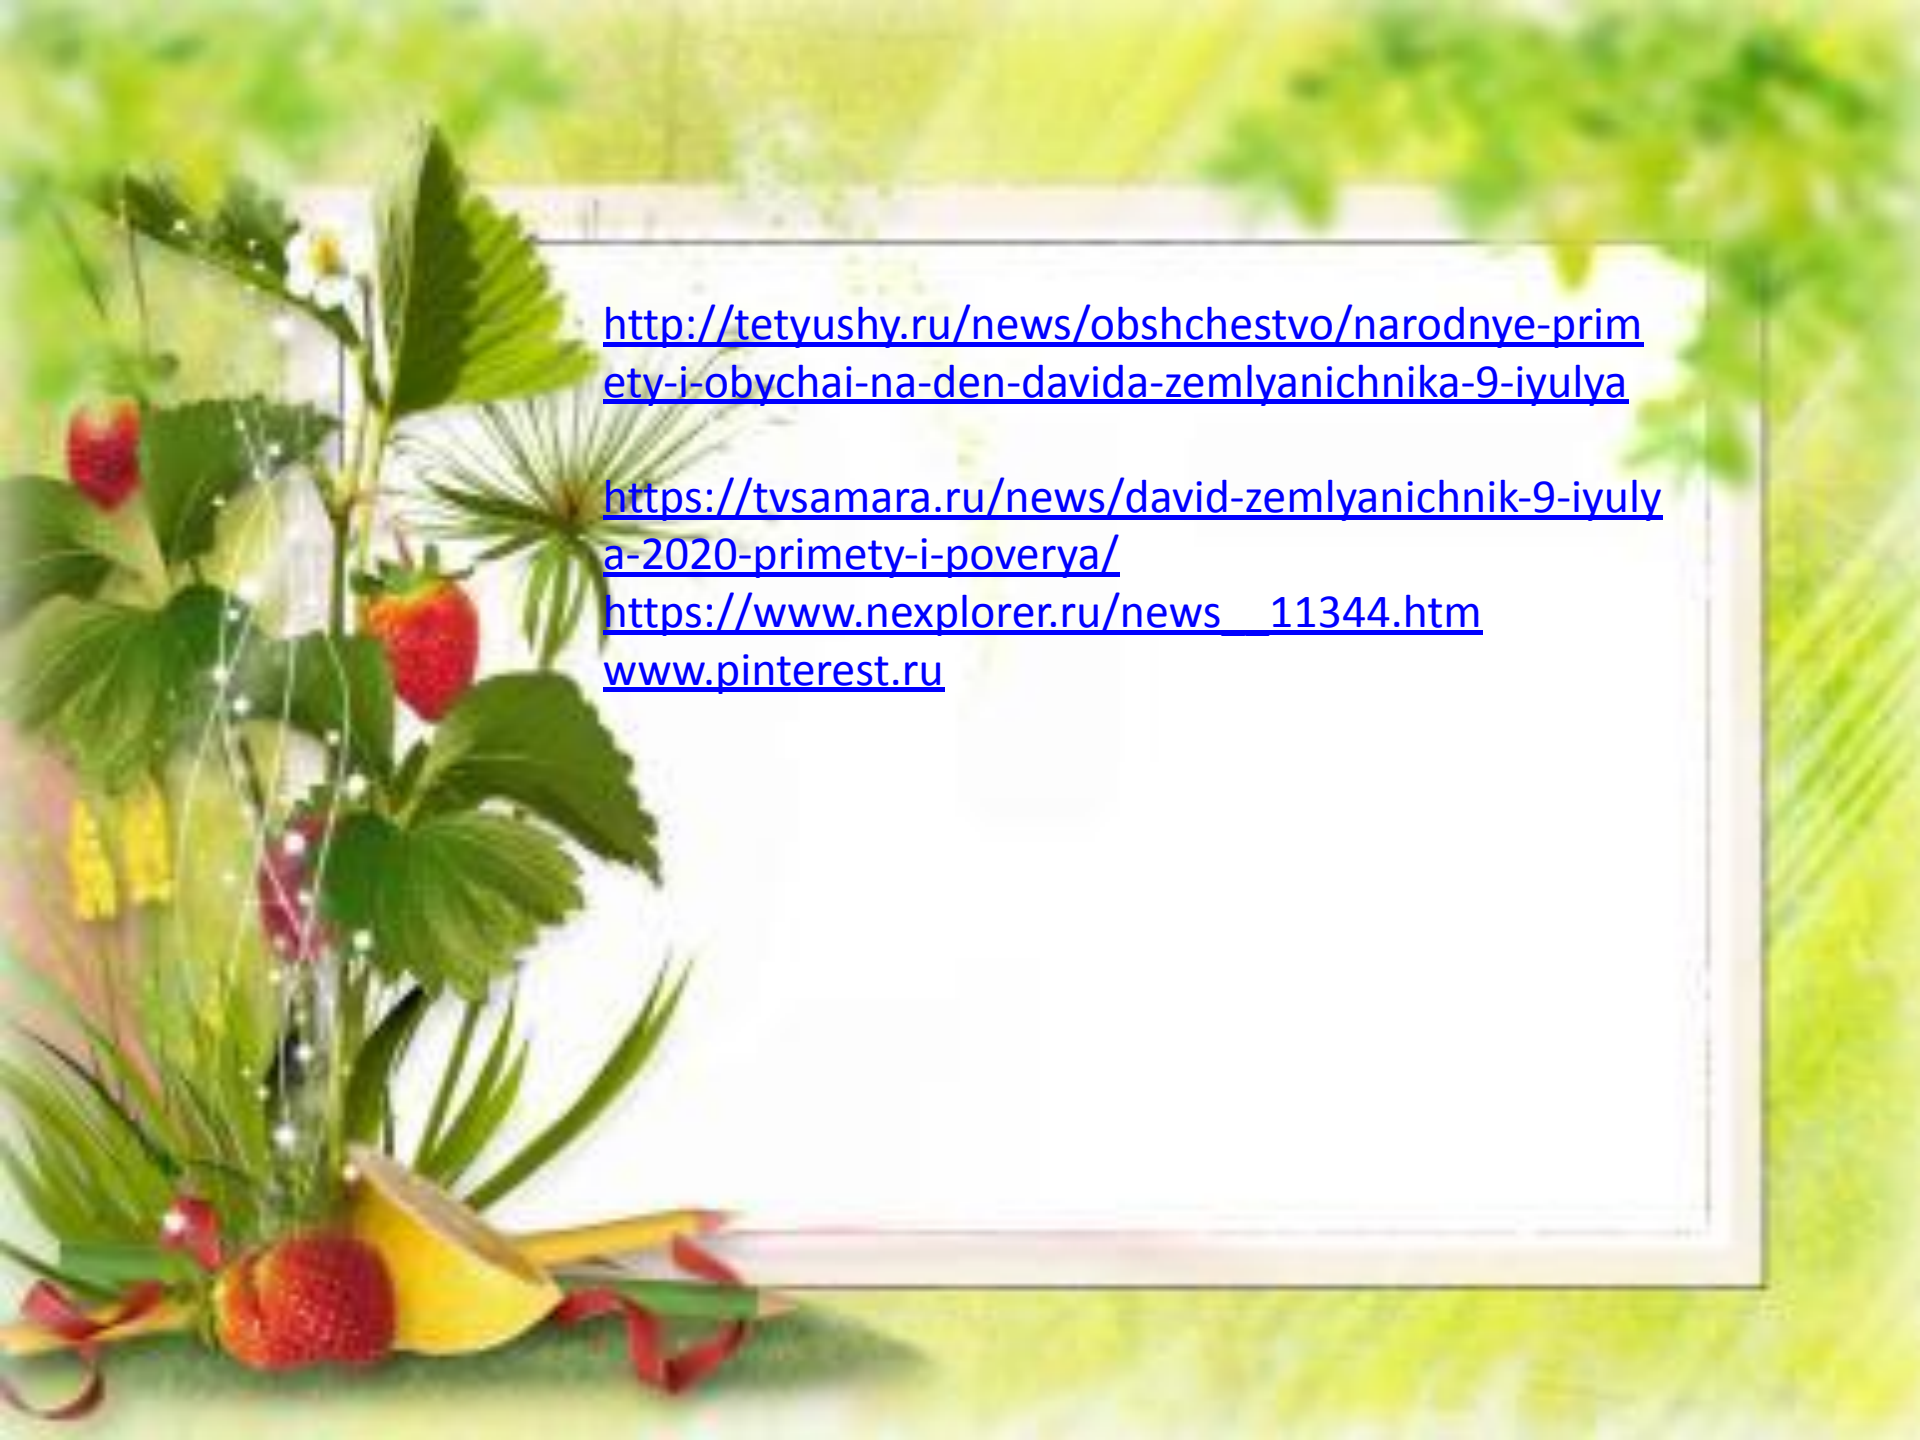 http://tetyushy.ru/news/obshchestvo/narodnye-prim
ety-i-obychai-na-den-davida-zemlyanichnika-9-iyulya
https://tvsamara.ru/news/david-zemlyanichnik-9-iyuly
a-2020-primety-i-poverya/
https://www.nexplorer.ru/news__11344.htm
www.pinterest.ru